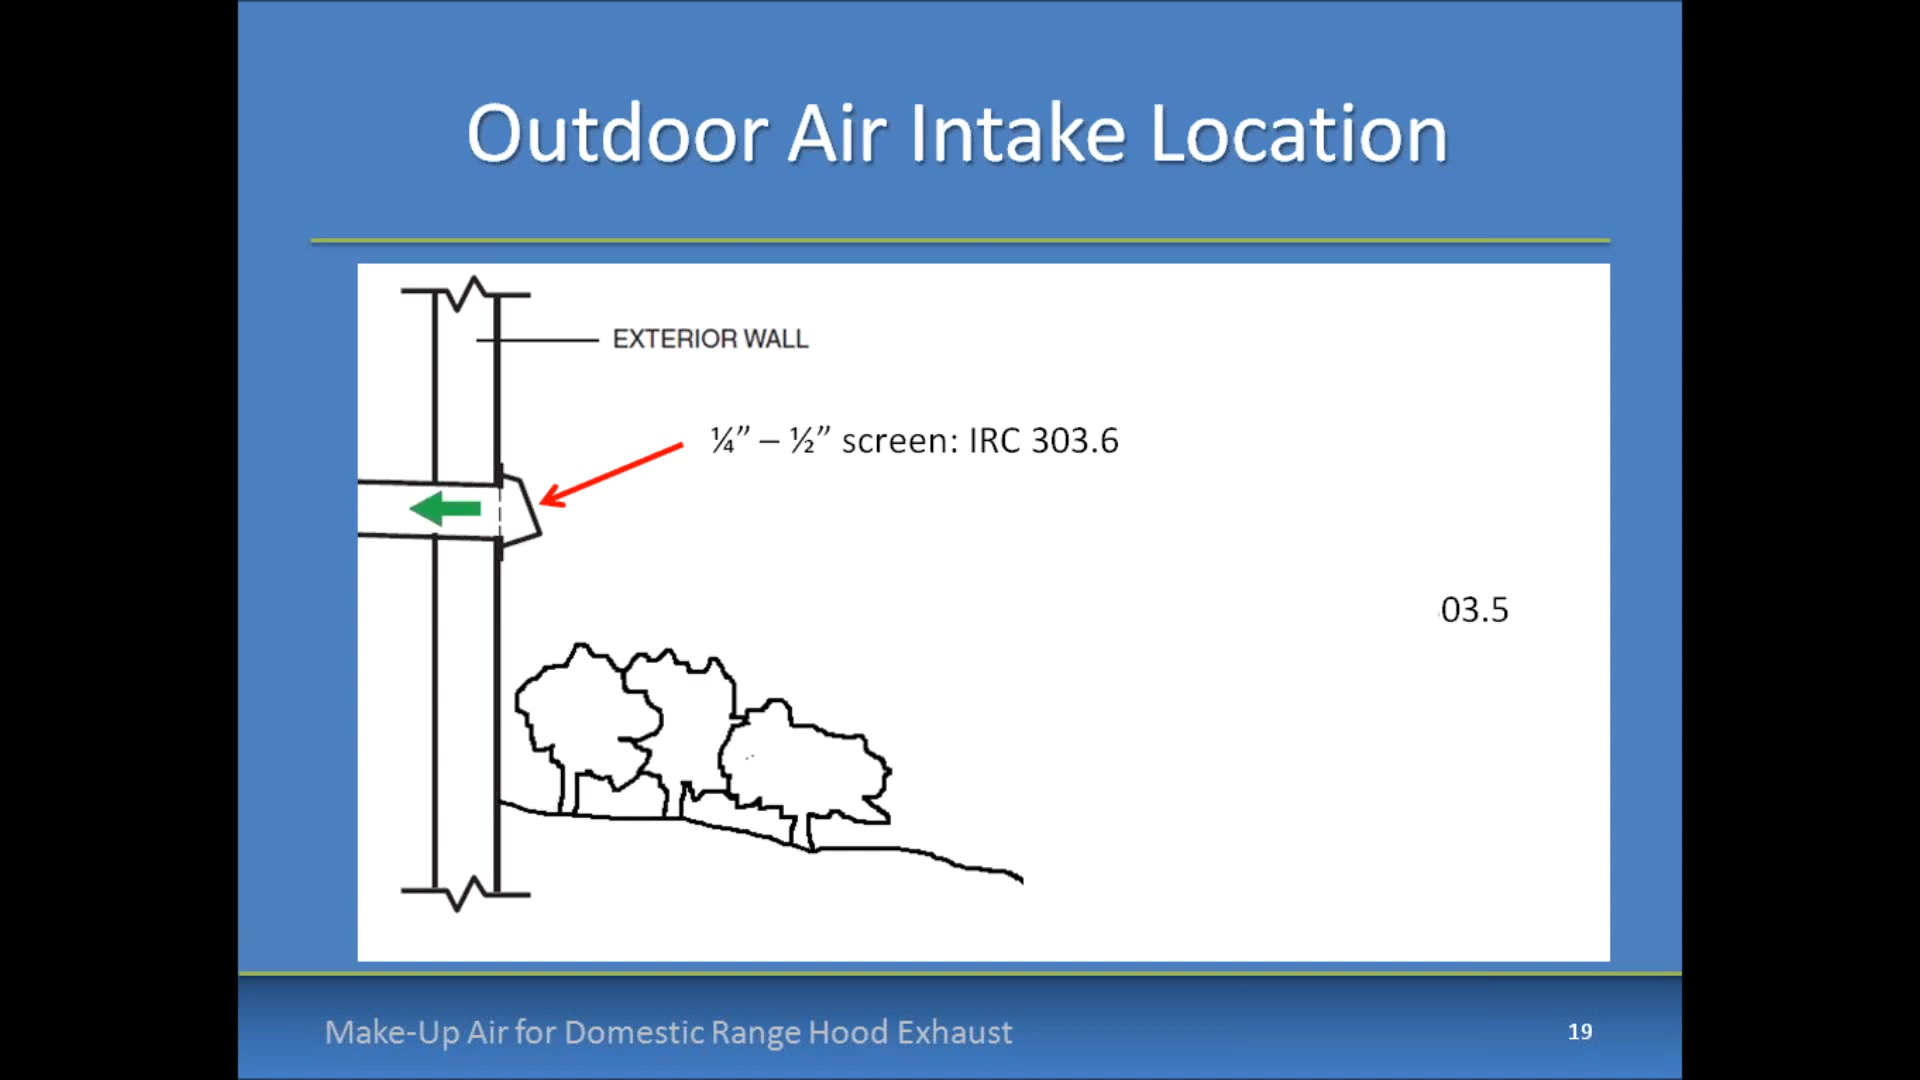 Outdoor Air Intake Location
EXTERIOR WALL
¼” – ½” screen: IRC 303.6
03.5
Make-Up Air for Domestic Range Hood Exhaust
19